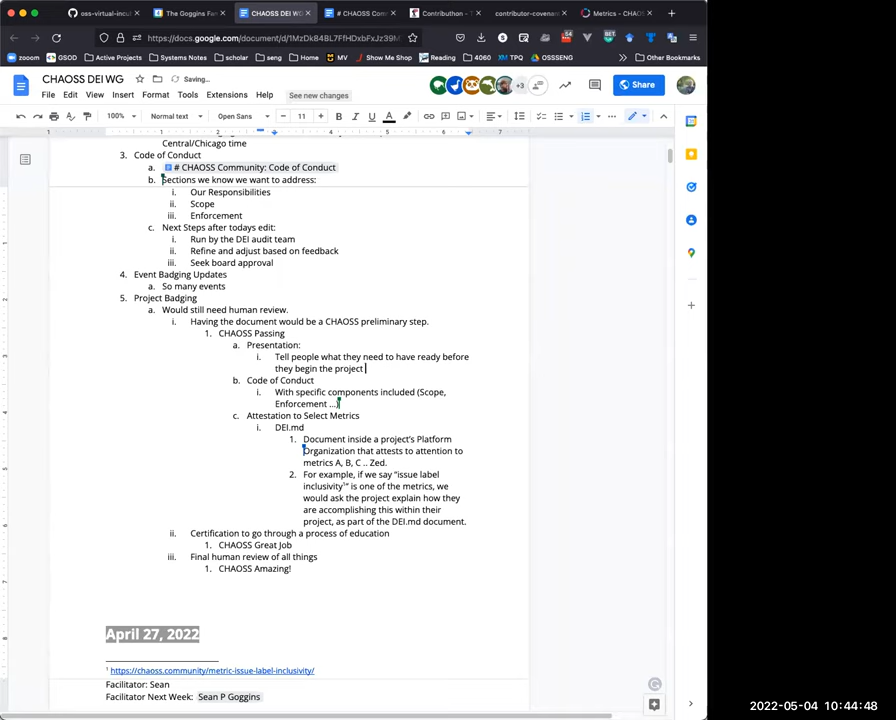 oss-virtual-incub
The Goggins Fan
CHAOSS DEI WG
# CHAOSS Com
Contributhon -
contributor-covenan
Metrics - CHAOS
https://docs.google.com/document/d/1MzDk84BL7FfHDxbFxJz39M
zooom
GSOD
Active Projects
Systems Notes
scholar
seng
Home
MV
Show Me Shop
Reading
4060
XM
TPQ
OSSSENG
Other Bookmarks
CHAOSS DEI WG
Saving...
+3
Share
File Edit View Insert Format Tools Extensions Help
See new changes
100%
Normal text
Open Sans
11
Central/Chicago time
3. Code of Conduct
a. # CHAOSS Community: Code of Conduct
b. Sections we know we want to address:
i. Our Responsibilities
ii. Scope
iii. Enforcement
c. Next Steps after todays edit:
i. Run by the DEI audit team
ii. Refine and adjust based on feedback
iii. Seek board approval
4. Event Badging Updates
a. So many events
5. Project Badging
a. Would still need human review.
i. Having the document would be a CHAOSS preliminary step.
1. CHAOSS Passing
a. Presentation:
i. Tell people what they need to have ready before
they begin the project
b. Code of Conduct
i. With specific components included (Scope,
Enforcement ...)
c. Attestation to Select Metrics
i. DEI.md
1. Document inside a project's Platform
Organization that attests to attention to
metrics A, B, C .. Zed.
2. For example, if we say "issue label
inclusivity¹" is one of the metrics, we
would ask the project explain how they
are accomplishing this within their
project, as part of the DEI.md document.
ii. Certification to go through a process of education
1. CHAOSS Great Job
iii. Final human review of all things
1. CHAOSS Amazing!
April 27, 2022
¹ https://chaoss.community/metric-issue-label-inclusivity/
Facilitator: Sean
Facilitator Next Week: Sean P Goggins
2022-05-04 10:44:48